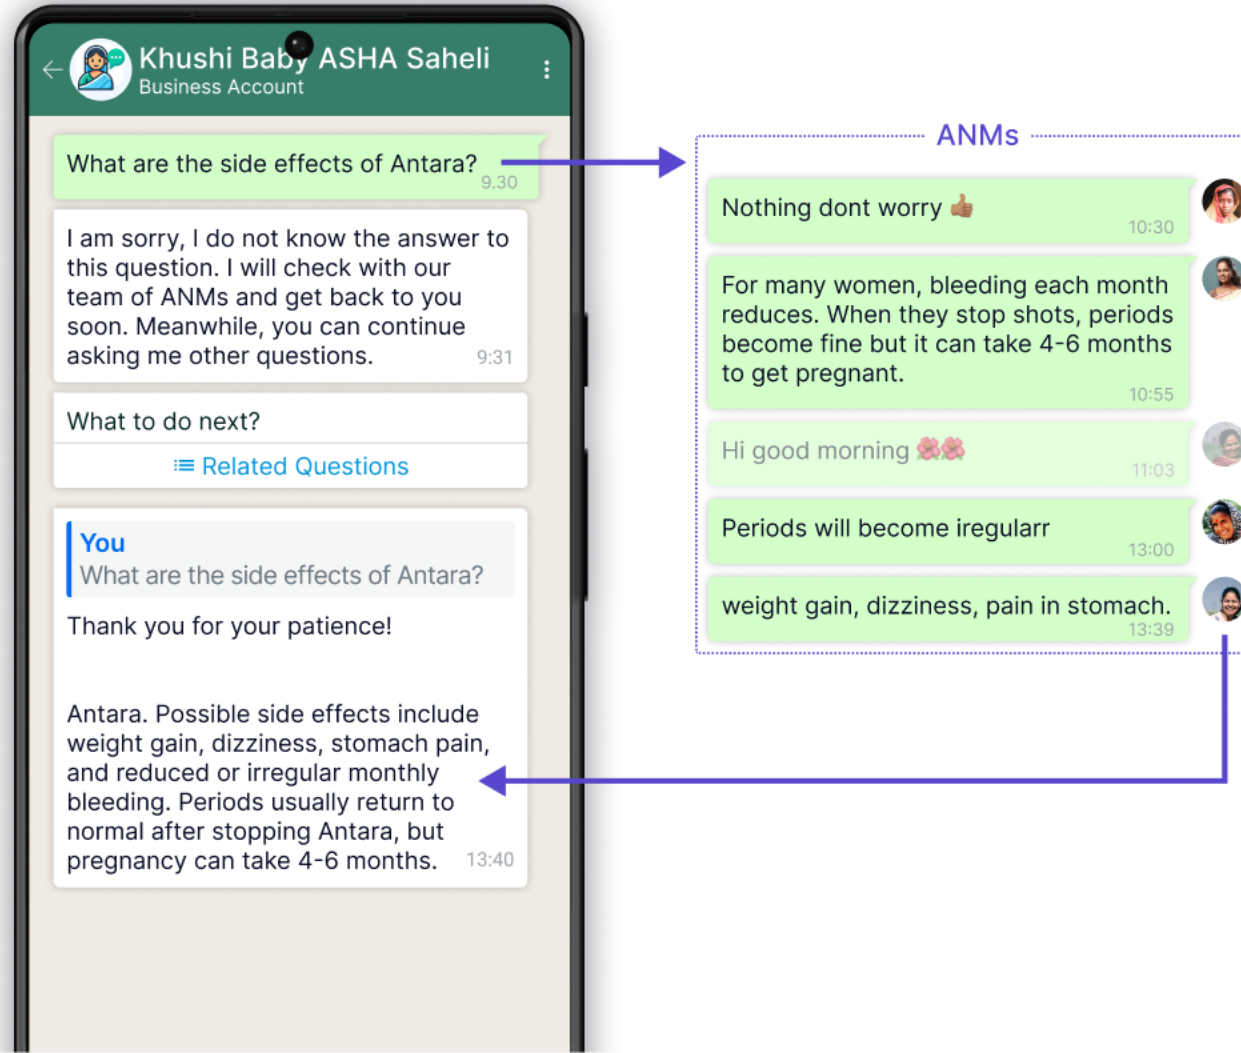 Khushi Baby ASHA Saheli
Business Account
What are the side effects of Antara?
9.30
I am sorry, I do not know the answer to
this question. I will check with our
team of ANMs and get back to you
soon. Meanwhile, you can continue
asking me other questions.
9:31
What to do next?
Related Questions
You
What are the side effects of Antara?
Thank you for your patience!
Antara. Possible side effects include
weight gain, dizziness, stomach pain,
and reduced or irregular monthly
bleeding. Periods usually return to
normal after stopping Antara, but
pregnancy can take 4-6 months.
13:40
ANMs
Nothing dont worry 👍🏽
10:30
For many women, bleeding each month
reduces. When they stop shots, periods
become fine but it can take 4-6 months
to get pregnant.
10:55
Hi good morning 🌺🌺
11:03
Periods will become iregularr
13:00
weight gain, dizziness, pain in stomach.
13:39